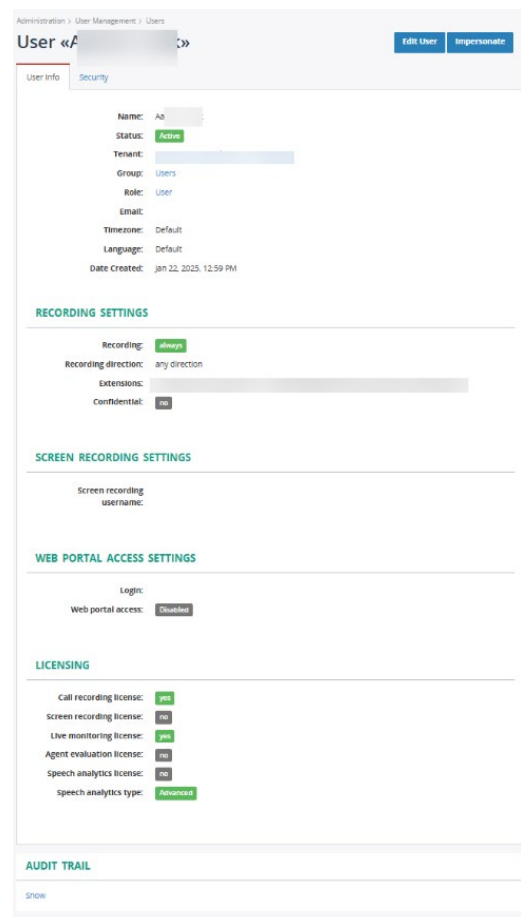 Administration > User Management > Users
User «A »
Edit User Impersonate
User Info Security
Name: Aa
Status: Active
Tenant:
Group: Users
Role: User
Email:
Timezone: Default
Language: Default
Date Created: Jan 22, 2025, 12:59 PM
RECORDING SETTINGS
Recording: always
Recording direction: any direction
Extensions:
Confidential: no
SCREEN RECORDING SETTINGS
Screen recording
username:
WEB PORTAL ACCESS SETTINGS
Login:
Web portal access: Disabled
LICENSING
Call recording license: yes
Screen recording license: no
Live monitoring license: yes
Agent evaluation license: no
Speech analytics license: no
Speech analytics type: Advanced
AUDIT TRAIL
Show